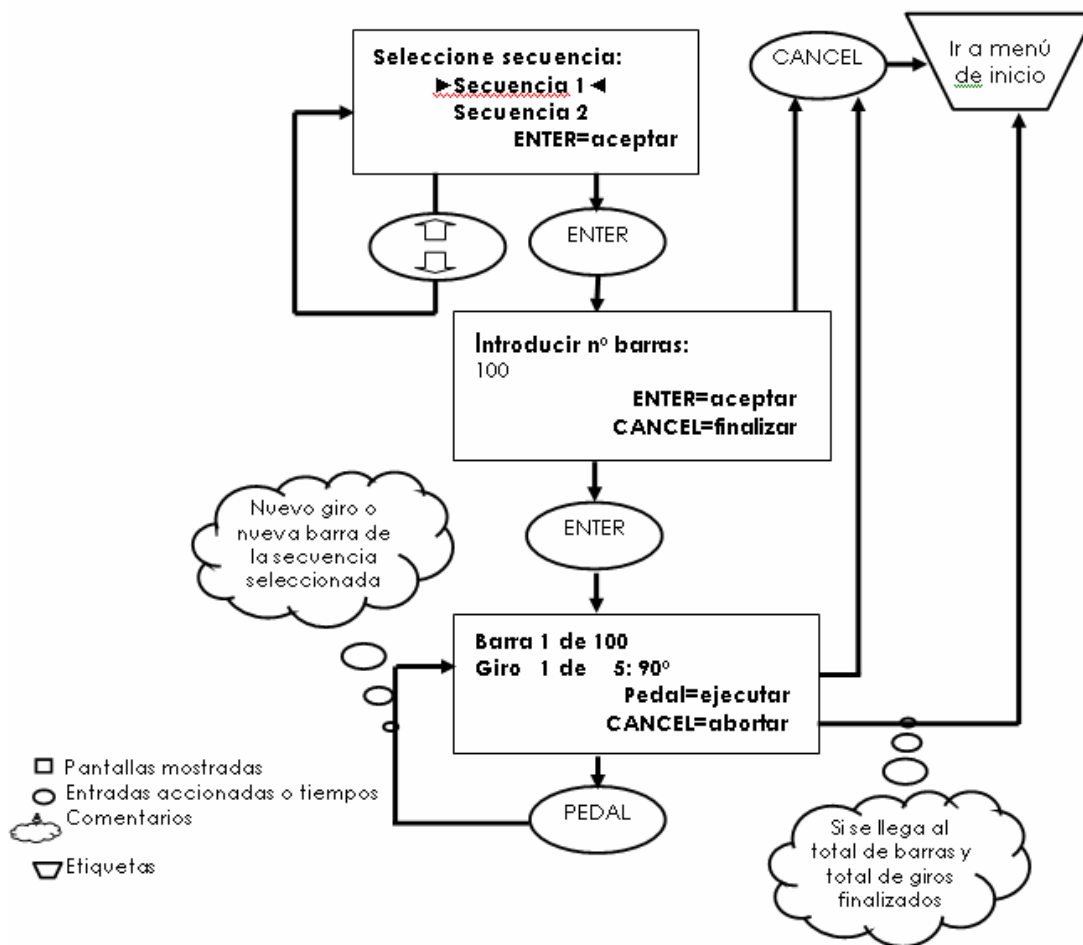 Seleccione secuencia:
►Secuencia 1◄
Secuencia 2
ENTER=aceptar
CANCEL
Ir a menú
de inicio
ENTER
Introducir nº barras:
100
ENTER=aceptar
CANCEL=finalizar
Nuevo giro o
nueva barra de
la secuencia
seleccionada
ENTER
Barra 1 de 100
Giro 1 de 5: 90º
Pedal=ejecutar
CANCEL=abortar
PEDAL
Pantallas mostradas
Entradas accionadas o tiempos
Comentarios
Etiquetas
Si se llega al
total de barras y
total de giros
finalizados